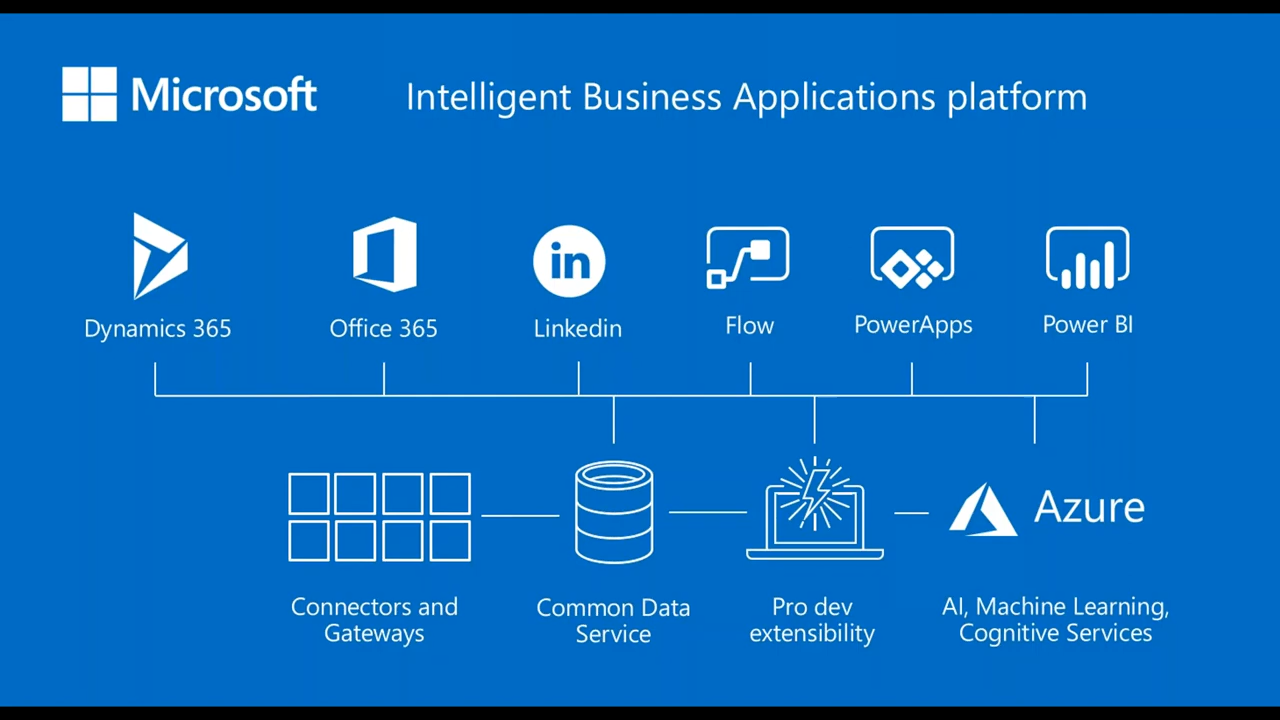 Microsoft
Intelligent Business Applications platform
Dynamics 365
Office 365
in
Linkedin
Flow
PowerApps
Power BI
Azure
Connectors and
Gateways
Common Data
Service
Pro dev
extensibility
AI, Machine Learning,
Cognitive Services